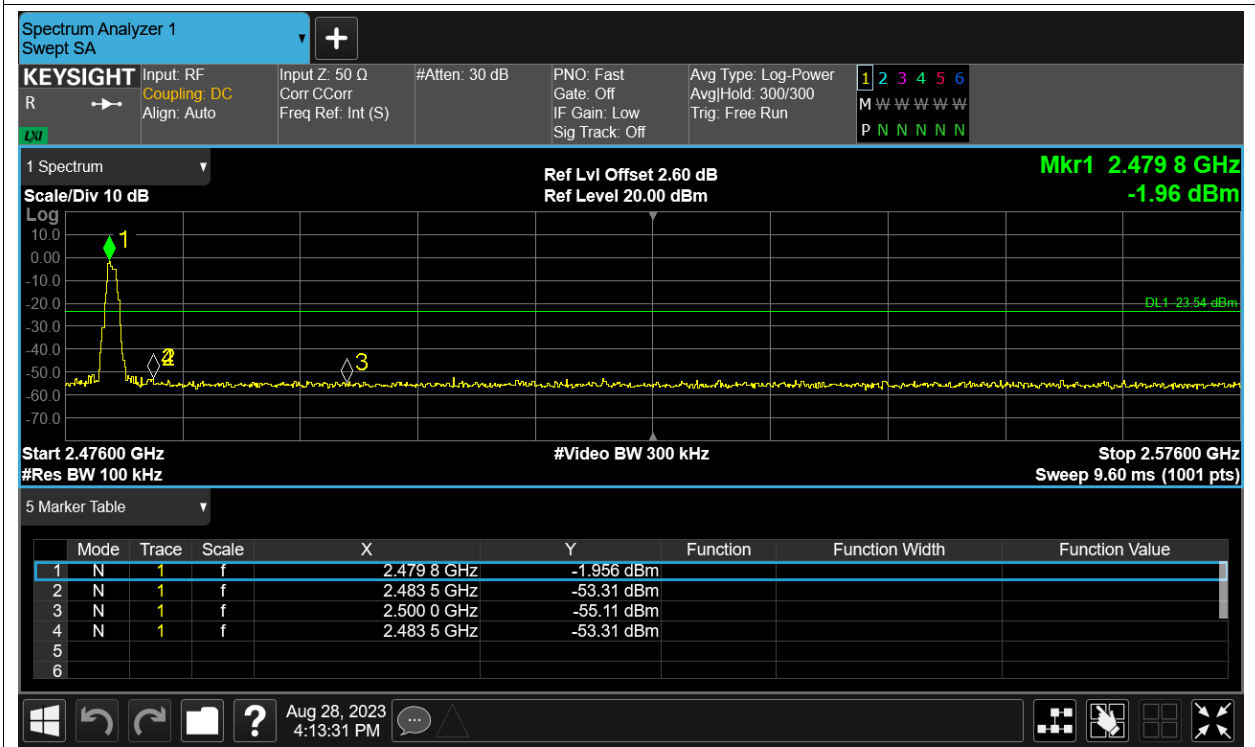 Spectrum Analyzer 1
Swept SA
+
KEYSIGHT Input: RF Input Z: 50 Ω #Atten: 30 dB PNO: Fast Avg Type: Log-Power 1 2 3 4 5 6
R Coupling: DC Corr CCorr Gate: Off Avg|Hold: 300/300 M W W W W W
Align: Auto Freq Ref: Int (S) IF Gain: Low Trig: Free Run
LXI Sig Track: Off P N N N N N
1 Spectrum Ref Lvl Offset 2.60 dB Mkr1 2.479 8 GHz
Scale/Div 10 dB Ref Level 20.00 dBm -1.96 dBm
Log
10.0 1
0.00
-10.0
-20.0 DL1 23.54 dBm
-30.0
-40.0
3
-50.0
-60.0
-70.0
Start 2.47600 GHz #Video BW 300 kHz Stop 2.57600 GHz
#Res BW 100 kHz Sweep 9.60 ms (1001 pts)
5 Marker Table
Mode Trace Scale X Y Function Function Width Function Value
1 N 1 f 2.479 8 GHz -1.956 dBm
2 N 1 f 2.483 5 GHz -53.31 dBm
3 N 1 f 2.500 0 GHz -55.11 dBm
4 N 1 f 2.483 5 GHz -53.31 dBm
5
6
? Aug 28, 2023
4:13:31 PM